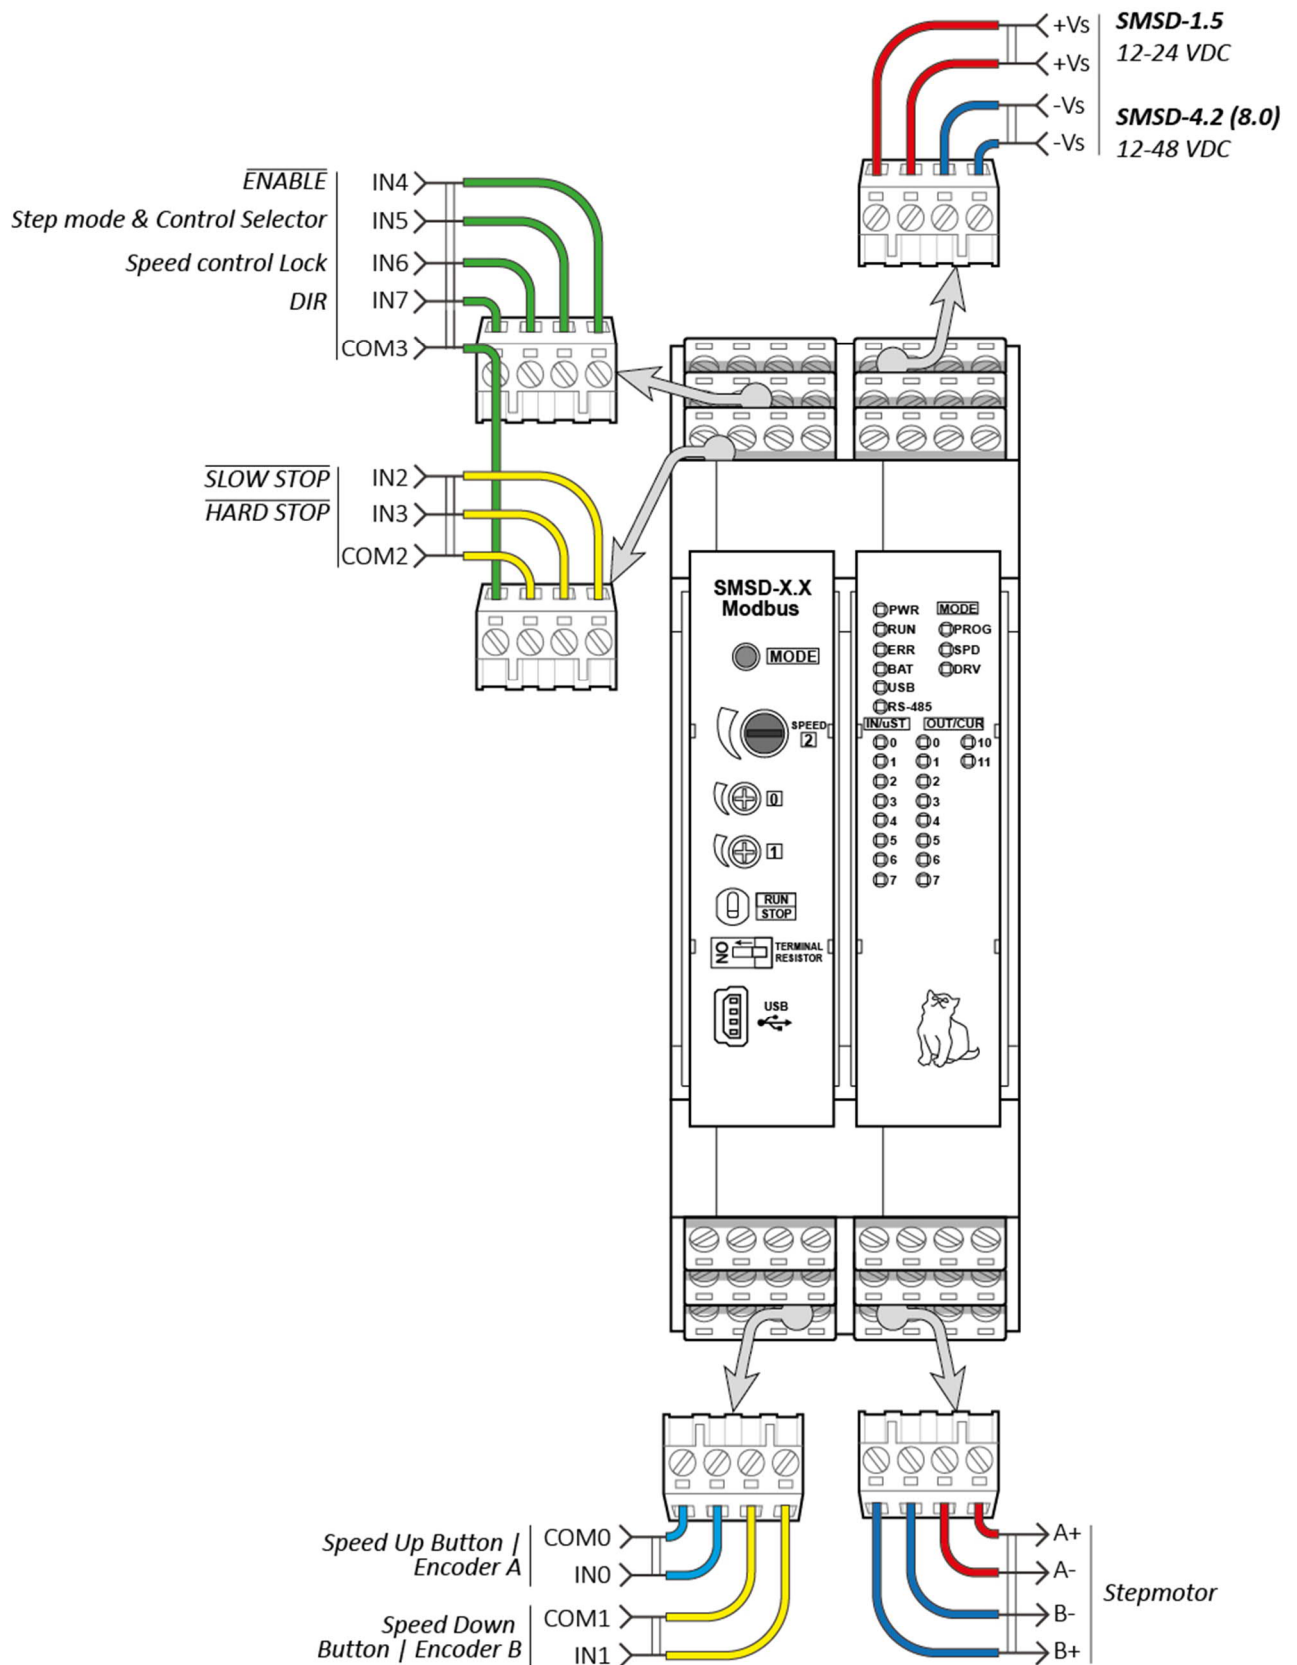 +Vs
SMSD-1.5
12-24 VDC
+Vs
-Vs
SMSD-4.2 (8.0)
12-48 VDC
-Vs
ENABLE IN4
Step mode & Control Selector IN5
Speed control Lock IN6
DIR IN7
COM3
SLOW STOP IN2
HARD STOP IN3
COM2
SMSD-X.X
Modbus
MODE
SPEED
2
0
1
RUN
STOP
ON
TERMINAL
RESISTOR
USB
PWR MODE
RUN PROG
ERR SPD
BAT DRV
USB
RS-485
IN/uST OUT/CUR
0 0 10
1 1 11
2 2
3 3
4 4
5 5
6 6
7 7
Speed Up Button |
Encoder A
COM0
IN0
Speed Down
Button | Encoder B
COM1
IN1
A+
A-
B-
B+
Stepmotor